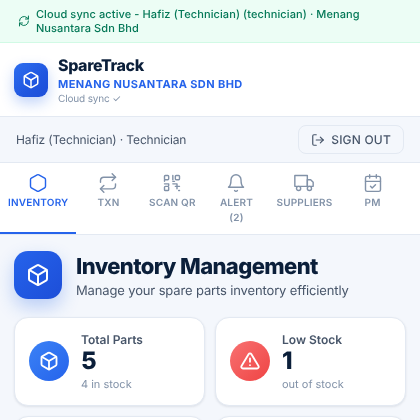 Cloud sync active - Hafiz (Technician) (technician) · Menang
Nusantara Sdn Bhd
SpareTrack
MENANG NUSANTARA SDN BHD
Cloud sync ✓
Hafiz (Technician) · Technician
SIGN OUT
INVENTORY
TXN
SCAN QR
ALERT
(2)
SUPPLIERS
PM
Inventory Management
Manage your spare parts inventory efficiently
Total Parts
5
4 in stock
Low Stock
1
out of stock